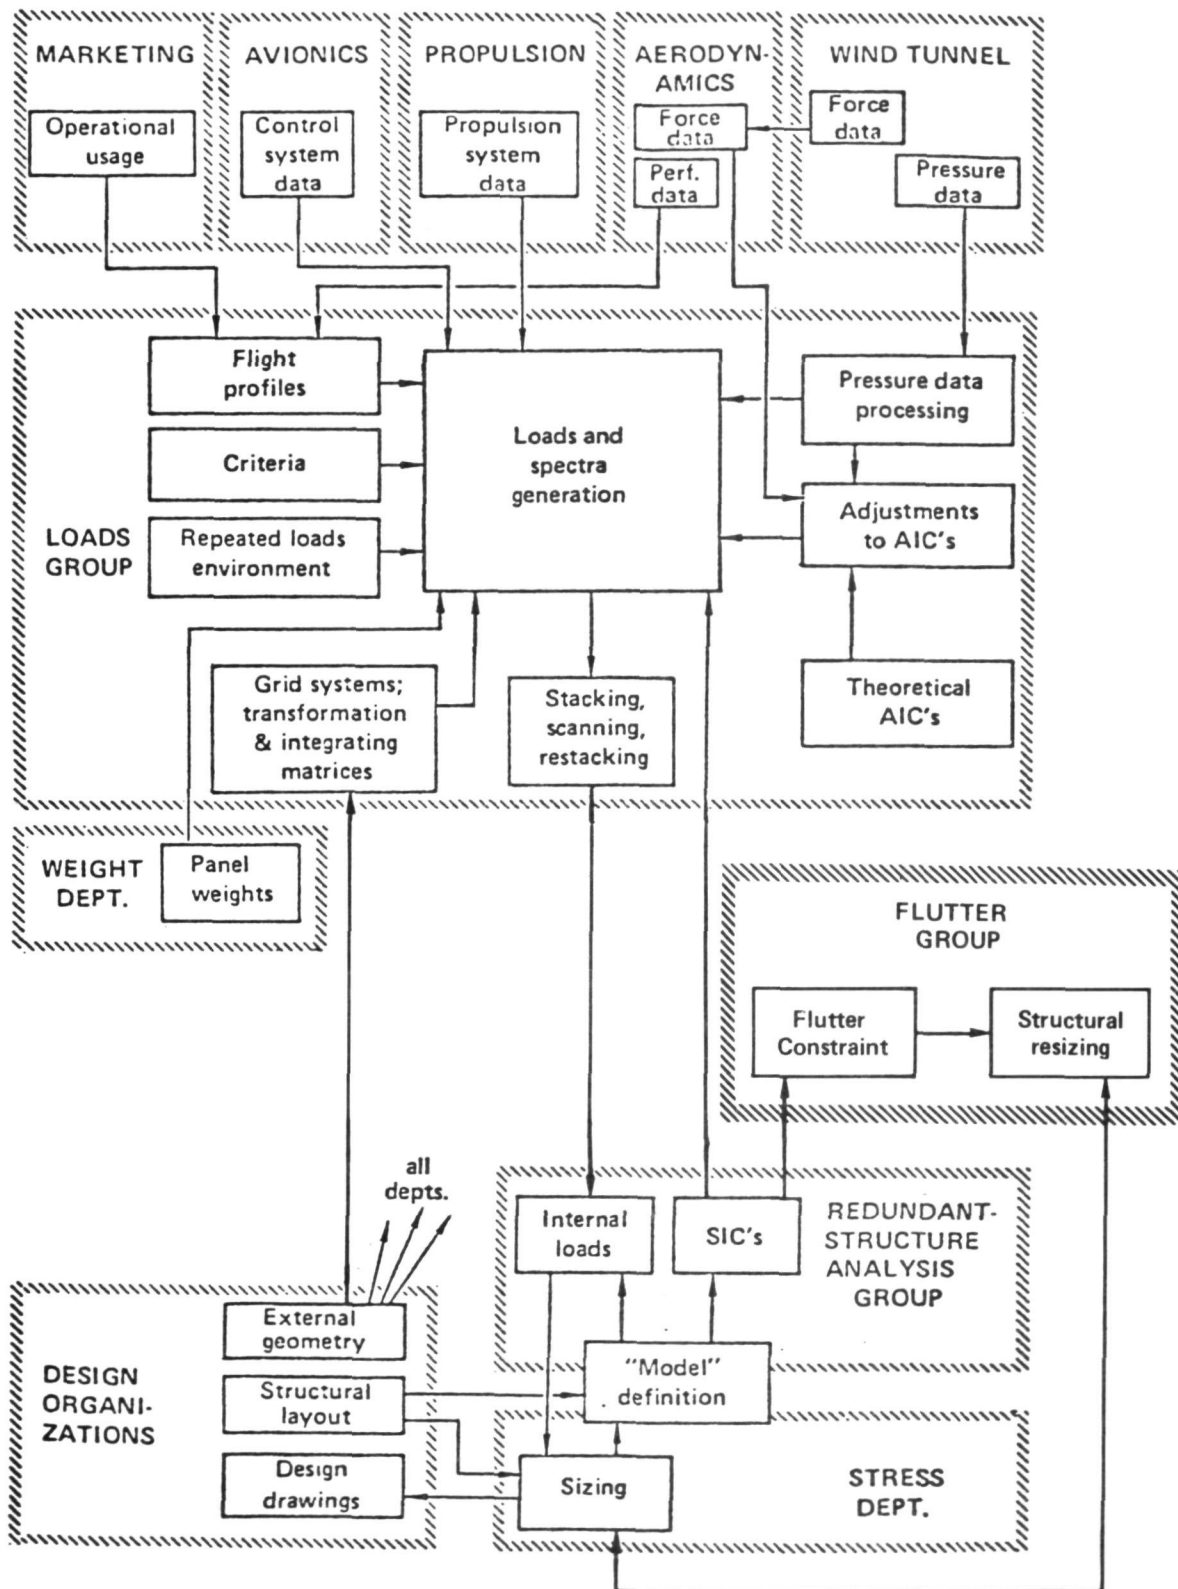 MARKETING
Operational
usage
AVIONICS
Control
system
data
PROPULSION
Propulsion
system
data
AERODYN-
AMICS
Force
data
Perf.
data
WIND TUNNEL
Force
data
Pressure
data
LOADS
GROUP
Flight
profiles
Criteria
Repeated loads
environment
Loads and
spectra
generation
Pressure data
processing
Adjustments
to AIC's
Theoretical
AIC's
Grid systems;
transformation
& integrating
matrices
Stacking,
scanning,
restacking
WEIGHT
DEPT.
Panel
weights
FLUTTER
GROUP
Flutter
Constraint
Structural
resizing
all
depts.
Internal
loads
SIC's
REDUNDANT-
STRUCTURE
ANALYSIS
GROUP
"Model"
definition
DESIGN
ORGANI-
ZATIONS
External
geometry
Structural
layout
Design
drawings
Sizing
STRESS
DEPT.